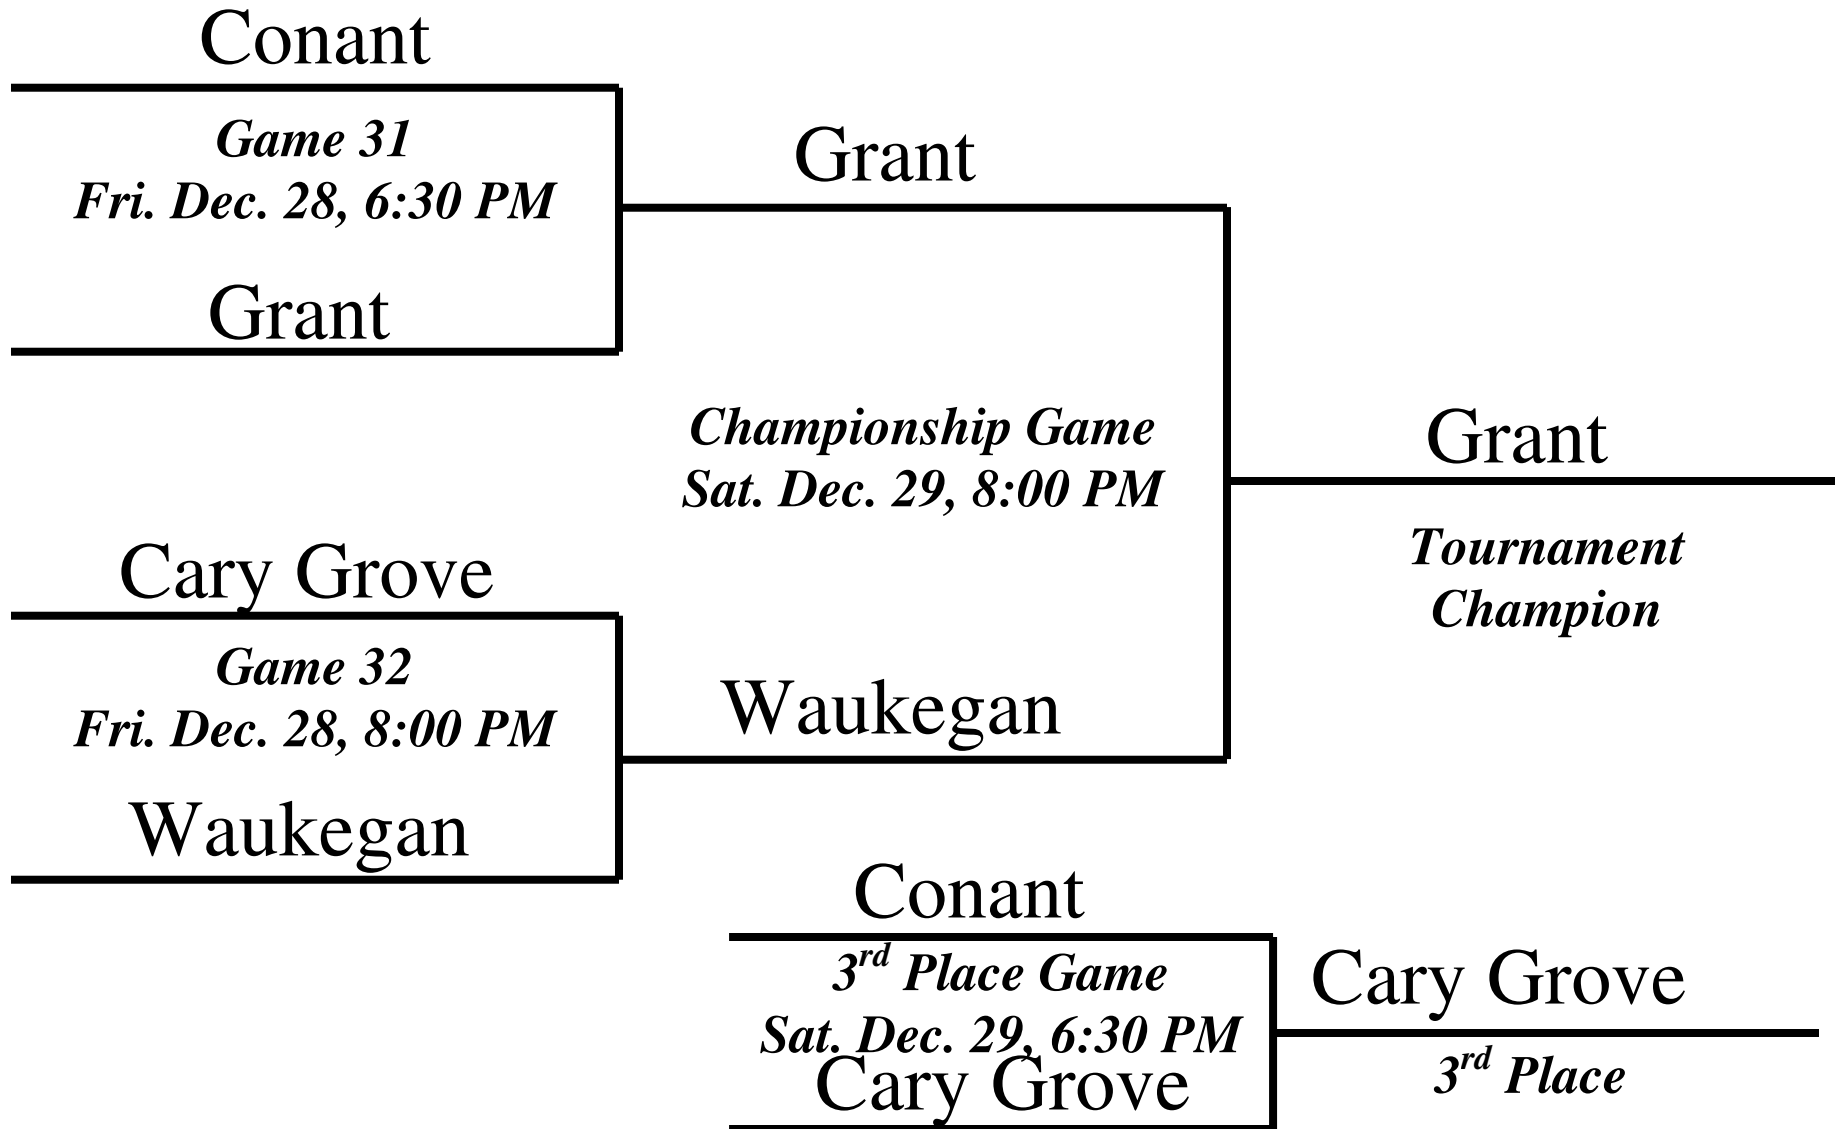 Conant
Game 31
Fri. Dec. 28, 6:30 PM
Grant
Grant
Championship Game
Sat. Dec. 29, 8:00 PM
Grant
Tournament
Champion
Cary Grove
Game 32
Fri. Dec. 28, 8:00 PM
Waukegan
Waukegan
Conant
3rd Place Game
Sat. Dec. 29, 6:30 PM
Cary Grove
Cary Grove
3rd Place